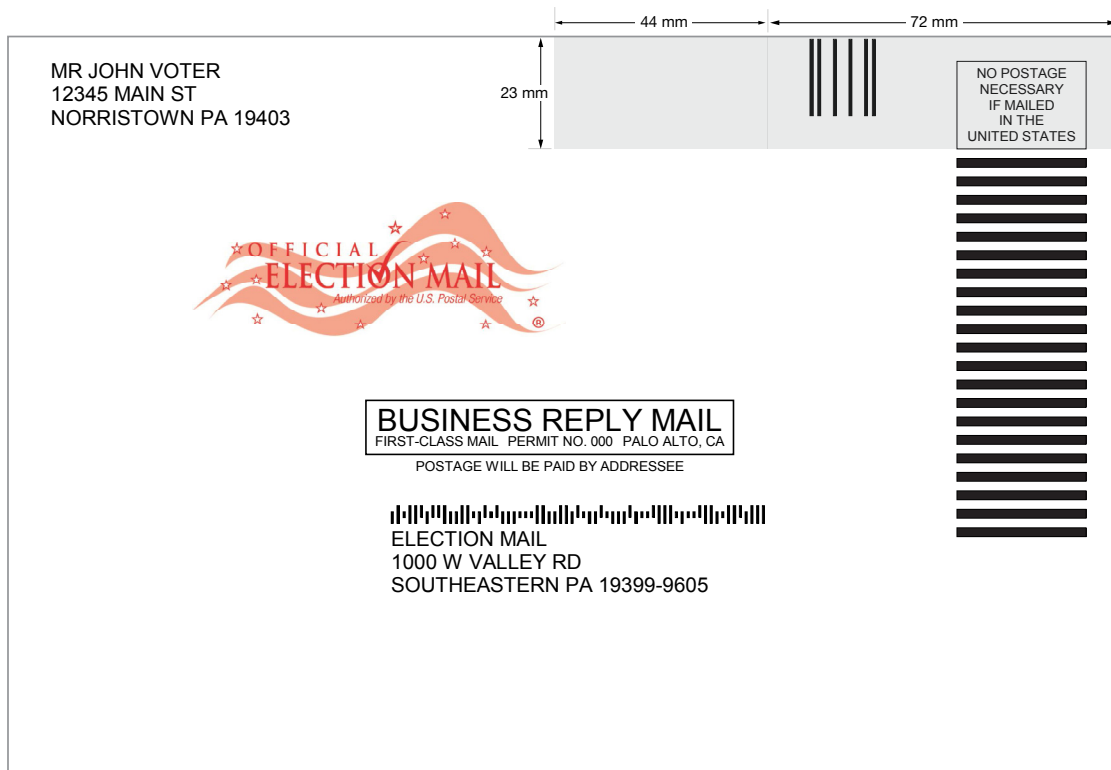 44 mm
72 mm
23 mm
MR JOHN VOTER
12345 MAIN ST
NORRISTOWN PA 19403
NO POSTAGE
NECESSARY
IF MAILED
IN THE
UNITED STATES
OFFICIAL
ELECTION MAIL
Authorized by the U.S. Postal Service
®
BUSINESS REPLY MAIL
FIRST-CLASS MAIL PERMIT NO. 000 PALO ALTO, CA
POSTAGE WILL BE PAID BY ADDRESSEE
ELECTION MAIL
1000 W VALLEY RD
SOUTHEASTERN PA 19399-9605